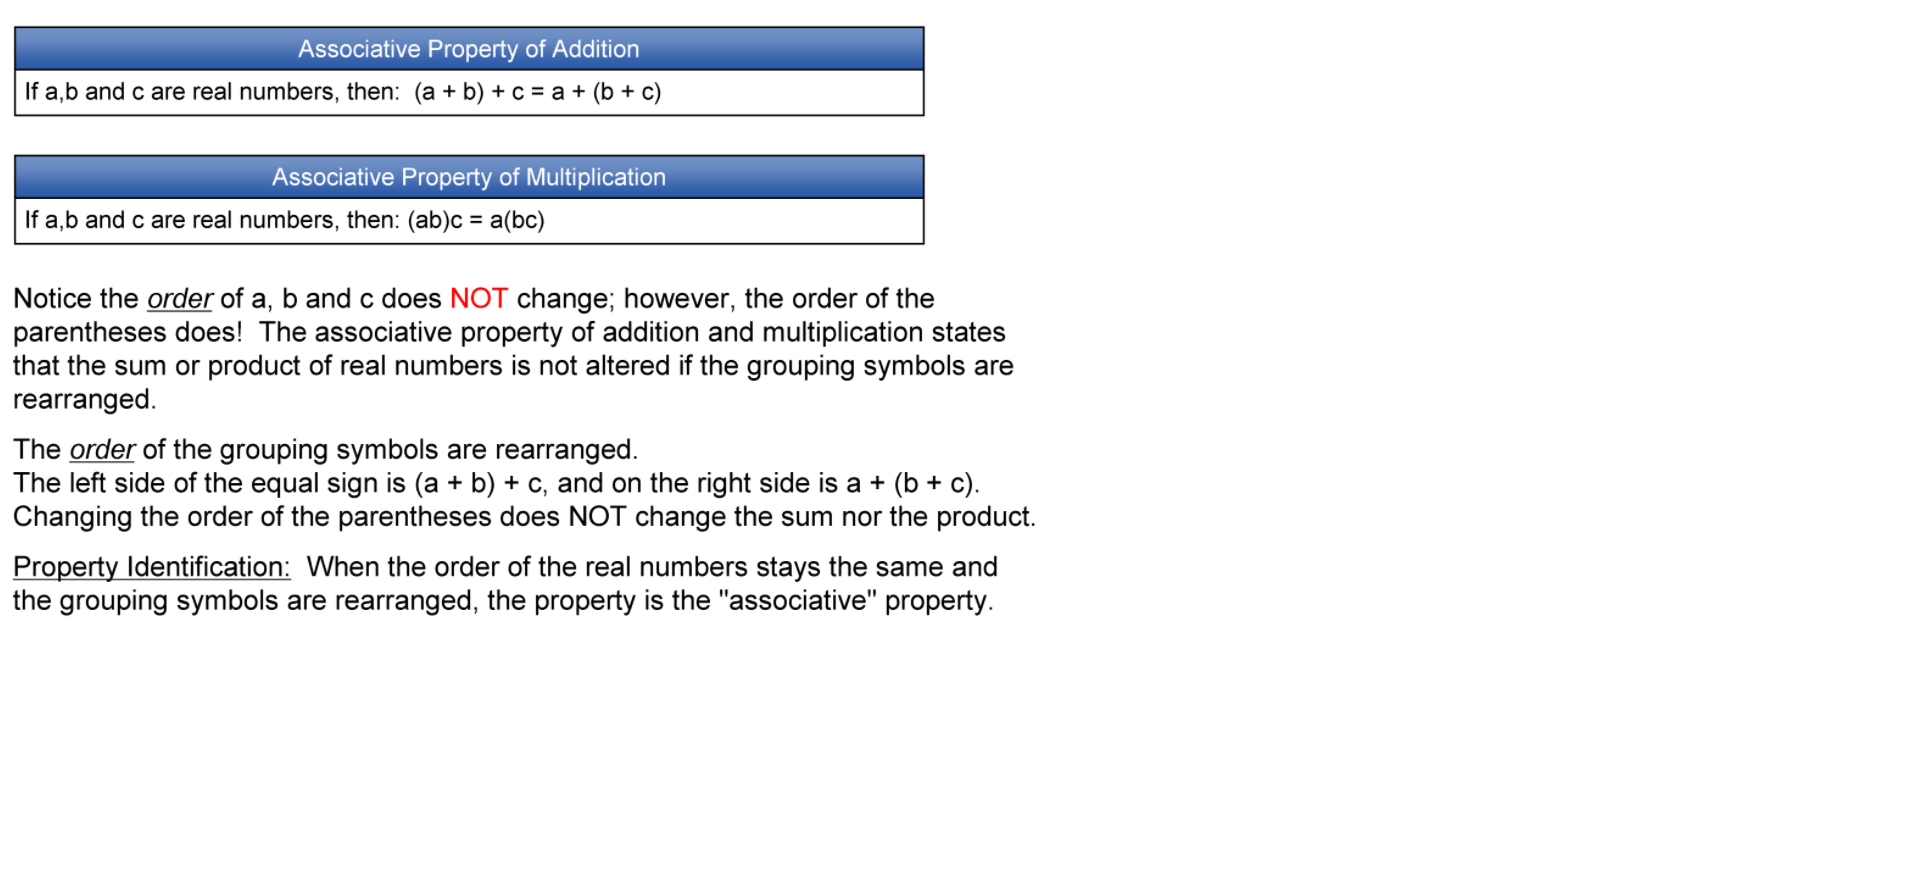 Associative Property of Addition
If a,b and c are real numbers, then:  (a + b) + c = a + (b + c)
Associative Property of Multiplication
If a,b and c are real numbers, then: (ab)c = a(bc)
Notice the order of a, b and c does NOT change; however, the order of the
parentheses does!  The associative property of addition and multiplication states
that the sum or product of real numbers is not altered if the grouping symbols are
rearranged.
The order of the grouping symbols are rearranged.
The left side of the equal sign is (a + b) + c, and on the right side is a + (b + c).
Changing the order of the parentheses does NOT change the sum nor the product.
Property Identification:  When the order of the real numbers stays the same and
the grouping symbols are rearranged, the property is the "associative" property.